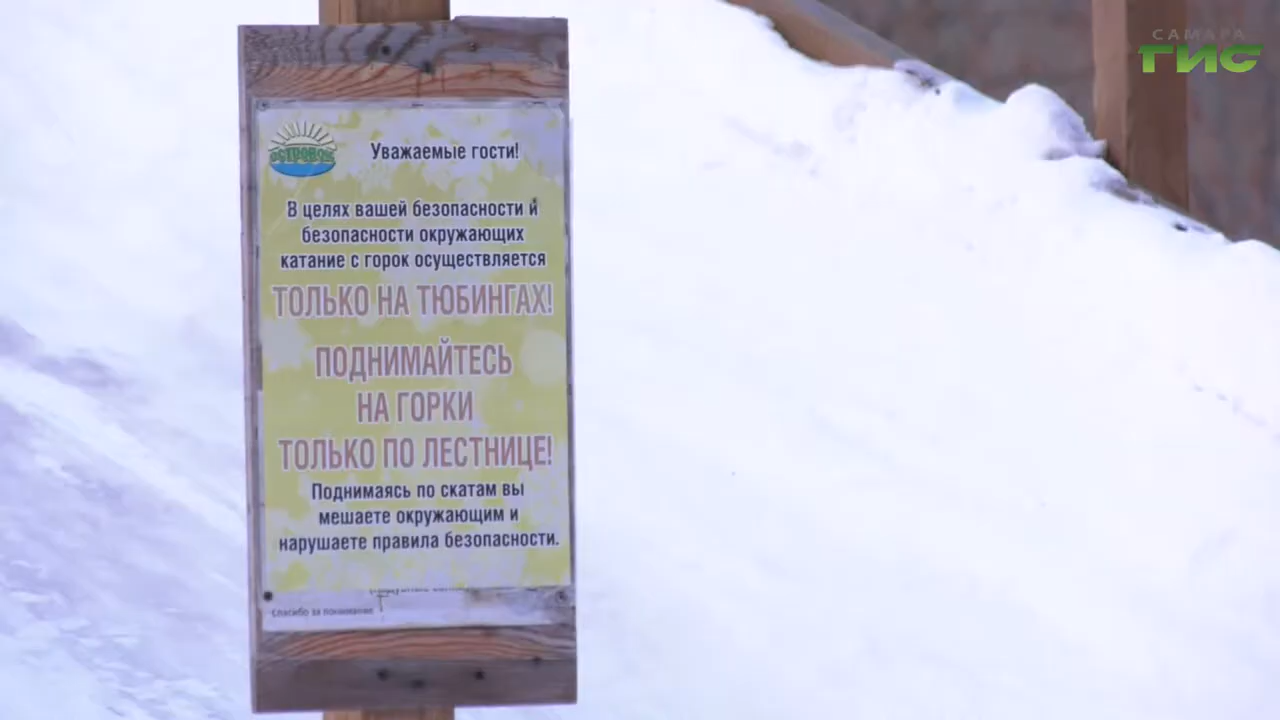 САМАРА
ГИС
ОСТРОВОК
Уважаемые гости!
В целях вашей безопасности и
безопасности окружающих
катание с горок осуществляется
ТОЛЬКО НА ТЮБИНГАХ!
ПОДНИМАЙТЕСЬ
НА ГОРКИ
ТОЛЬКО ПО ЛЕСТНИЦЕ!
Поднимаясь по скатам вы
мешаете окружающим и
нарушаете правила безопасности.
Спасибо за понимание